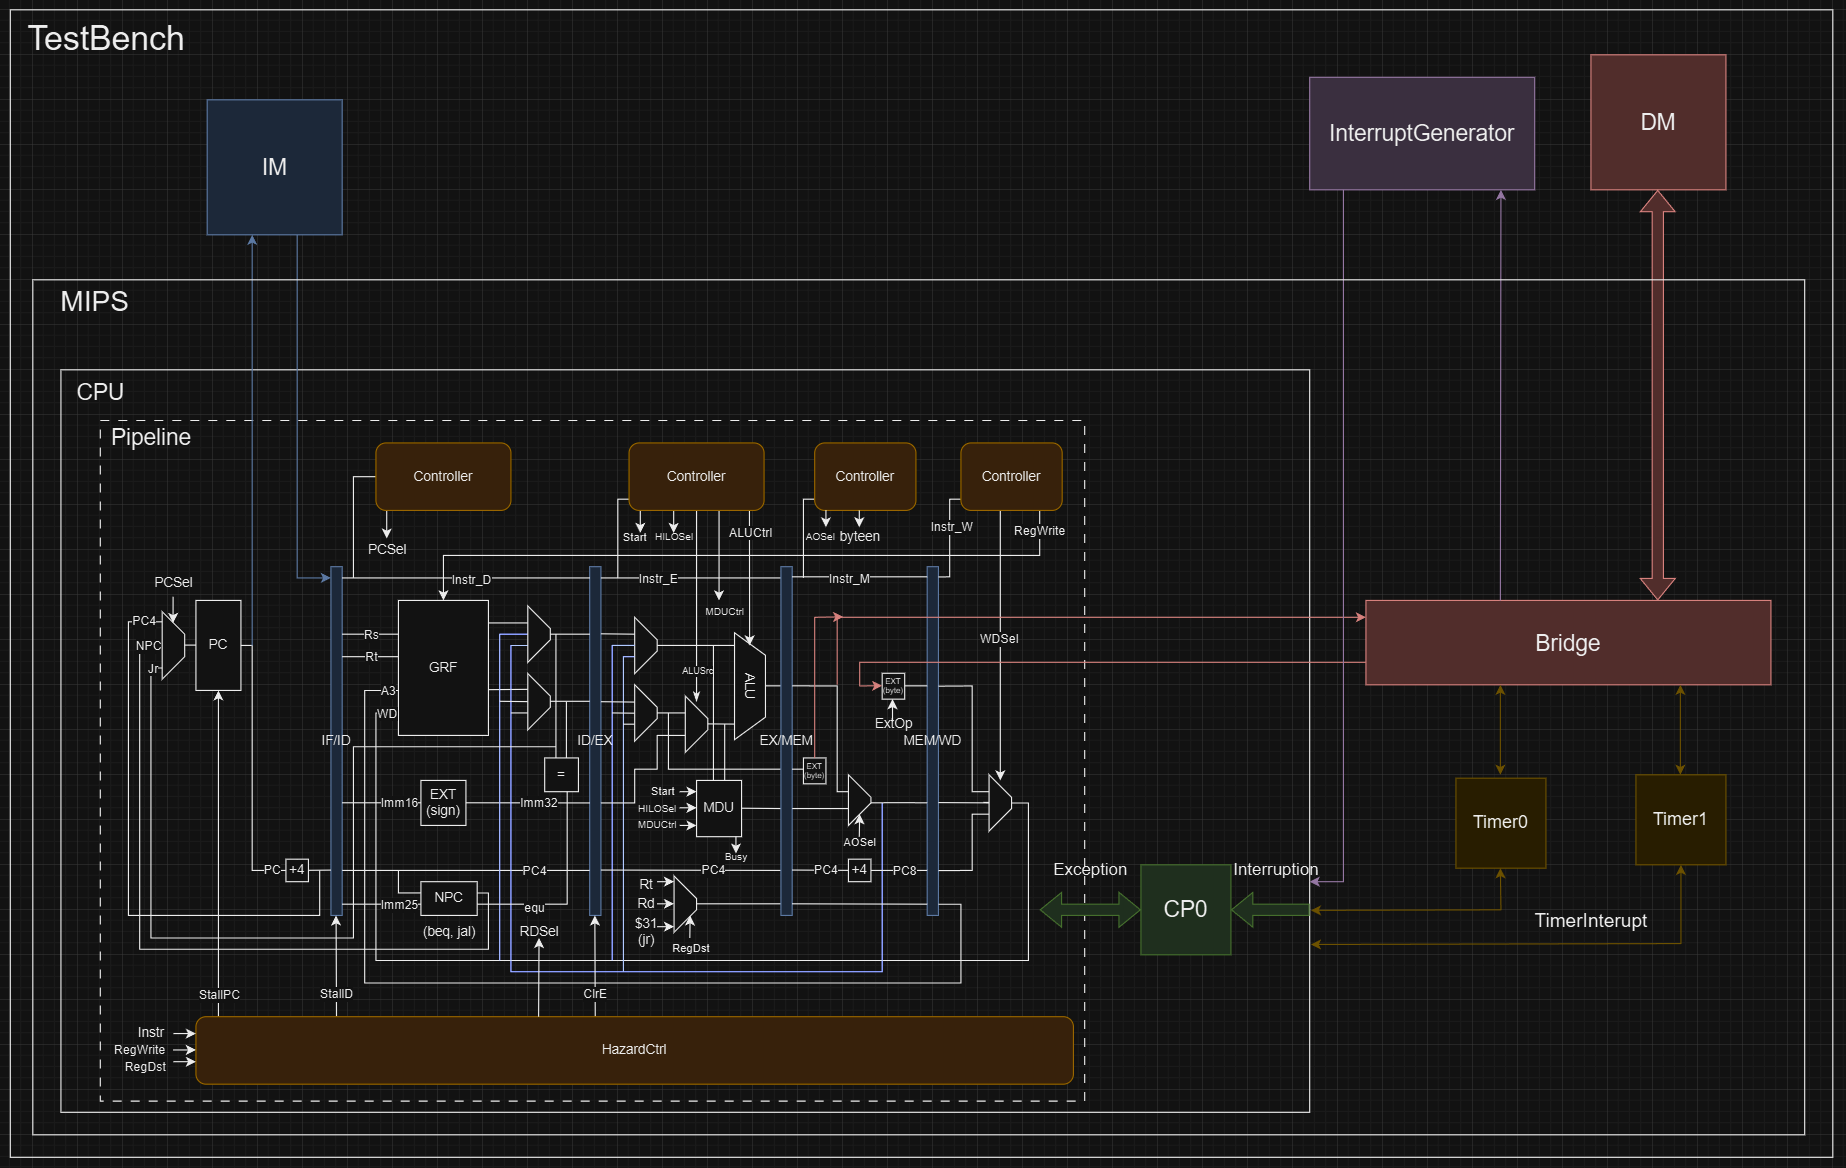 TestBench
IM
InterruptGenerator
DM
MIPS
CPU
Pipeline
Controller
Controller
Controller
Controller
PCSel
Start
HILOSel
ALUCtrl
AOSel
byteen
Instr_W
RegWrite
PCSel
Instr_D
Instr_E
Instr_M
MDUCtrl
PC4
NPC
Jr
PC
Rs
Rt
A3
WD
GRF
ALUSrc
ALU
WDSel
EXT
(byte)
ExtOp
Bridge
IF/ID
ID/EX
EX/MEM
MEM/WD
=
EXT
(byte)
Imm16
EXT
(sign)
Imm32
Start
HILOSel
MDUCtrl
MDU
Busy
AOSel
Timer0
Timer1
PC
+4
PC4
PC4
PC4
+4
PC8
Imm25
NPC
(beq, jal)
equ
RDSel
Rt
Rd
$31
(jr)
RegDst
Exception
CP0
Interruption
TimerInterupt
StallPC
StallD
ClrE
Instr
RegWrite
RegDst
HazardCtrl